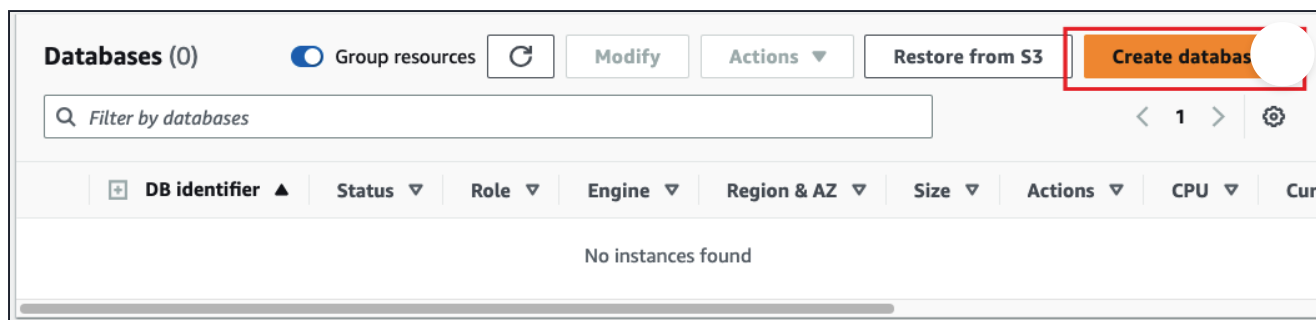 Databases (0) Group resources Modify Actions Restore from S3 Create databas
Filter by databases 1
DB identifier Status Role Engine Region & AZ Size Actions CPU Cur
No instances found